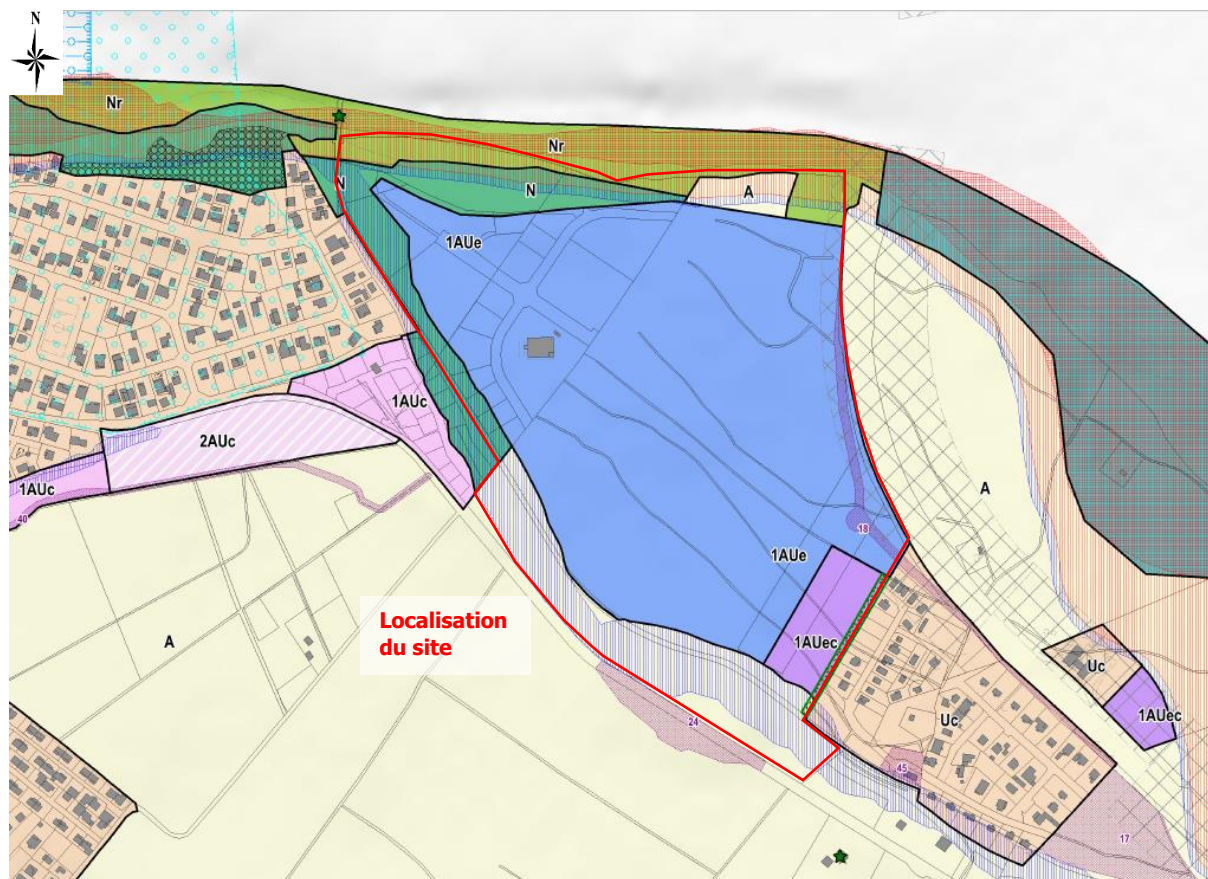 N
Nr
Nr
N
N
A
1AUe
1AUc
2AUc
1AUc
40
A
18
1AUe
Localisation
du site
A
1AUec
Uc
1AUec
Uc
24
45
17